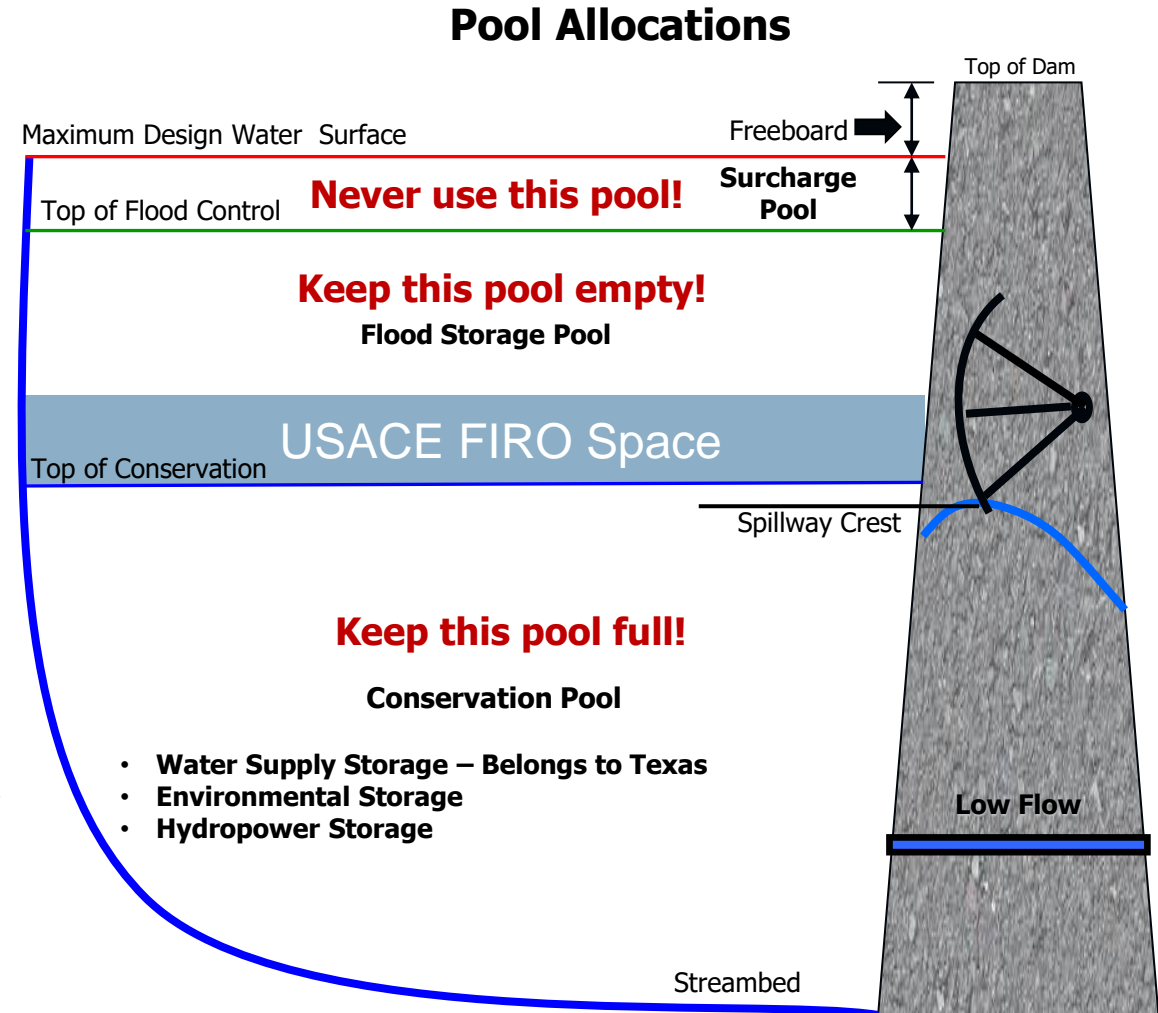 Pool Allocations
Top of Dam
Maximum Design Water  Surface
Freeboard
Never use this pool!
Surcharge
Pool
Top of Flood Control
Keep this pool empty!
Flood Storage Pool
USACE FIRO Space
Top of Conservation
Spillway Crest
Keep this pool full!
Conservation Pool
• Water Supply Storage – Belongs to Texas
• Environmental Storage
• Hydropower Storage
Low Flow
Streambed